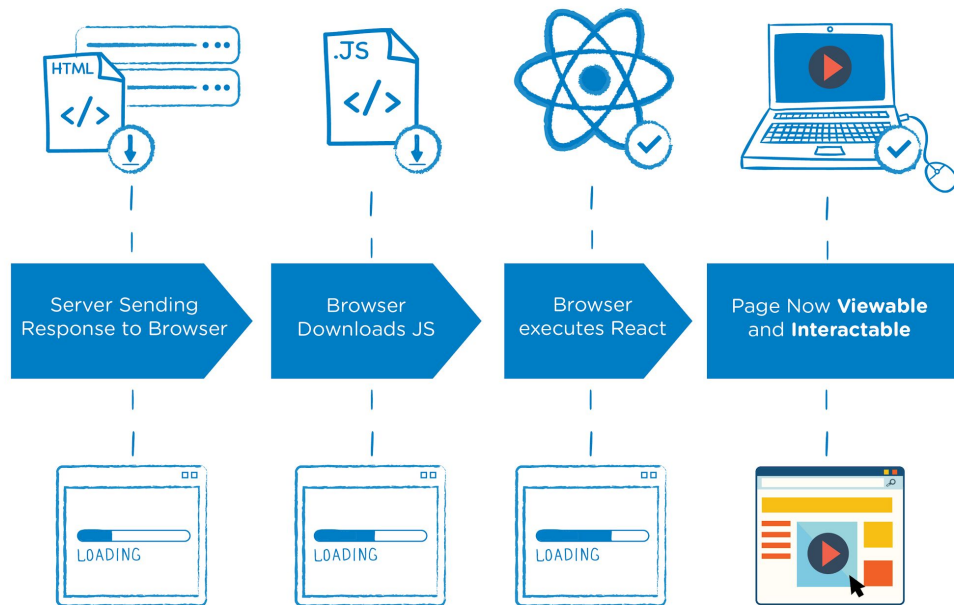 HTML
</>
.JS
</>
Server Sending
Response to Browser
Browser
Downloads JS
Browser
executes React
Page Now Viewable
and Interactable
LOADING
LOADING
LOADING